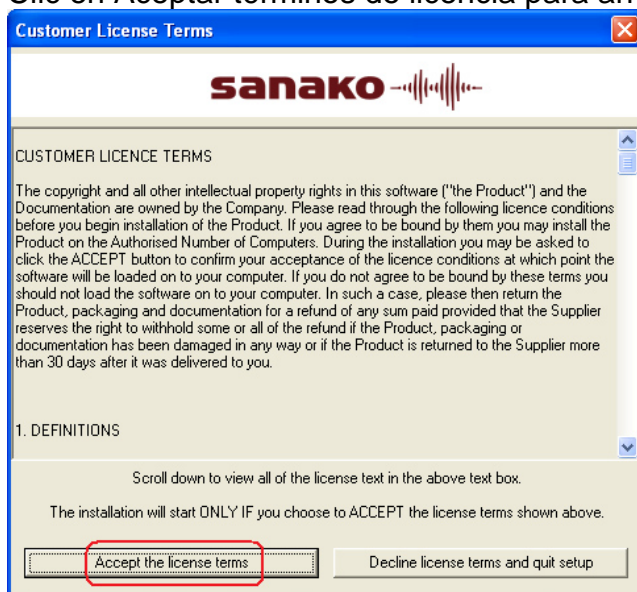 Clic en Aceptar términos de licencia para
Customer License Terms
sanako
CUSTOMER LICENCE TERMS
The copyright and all other intellectual property rights in this software ("the Product") and the
Documentation are owned by the Company. Please read through the following licence conditions
before you begin installation of the Product. If you agree to be bound by them you may install the
Product on the Authorised Number of Computers. During the installation you may be asked to
click the ACCEPT button to confirm your acceptance of the licence conditions at which point the
software will be loaded on to your computer. If you do not agree to be bound by these terms you
should not load the software on to your computer. In such a case, please then return the
Product, packaging and documentation for a refund of any sum paid provided that the Supplier
reserves the right to withhold some or all of the refund if the Product, packaging or
documentation has been damaged in any way or if the Product is returned to the Supplier more
than 30 days after it was delivered to you.
1. DEFINITIONS
Scroll down to view all of the license text in the above text box.
The installation will start ONLY IF you choose to ACCEPT the license terms shown above.
Accept the license terms
Decline license terms and quit setup